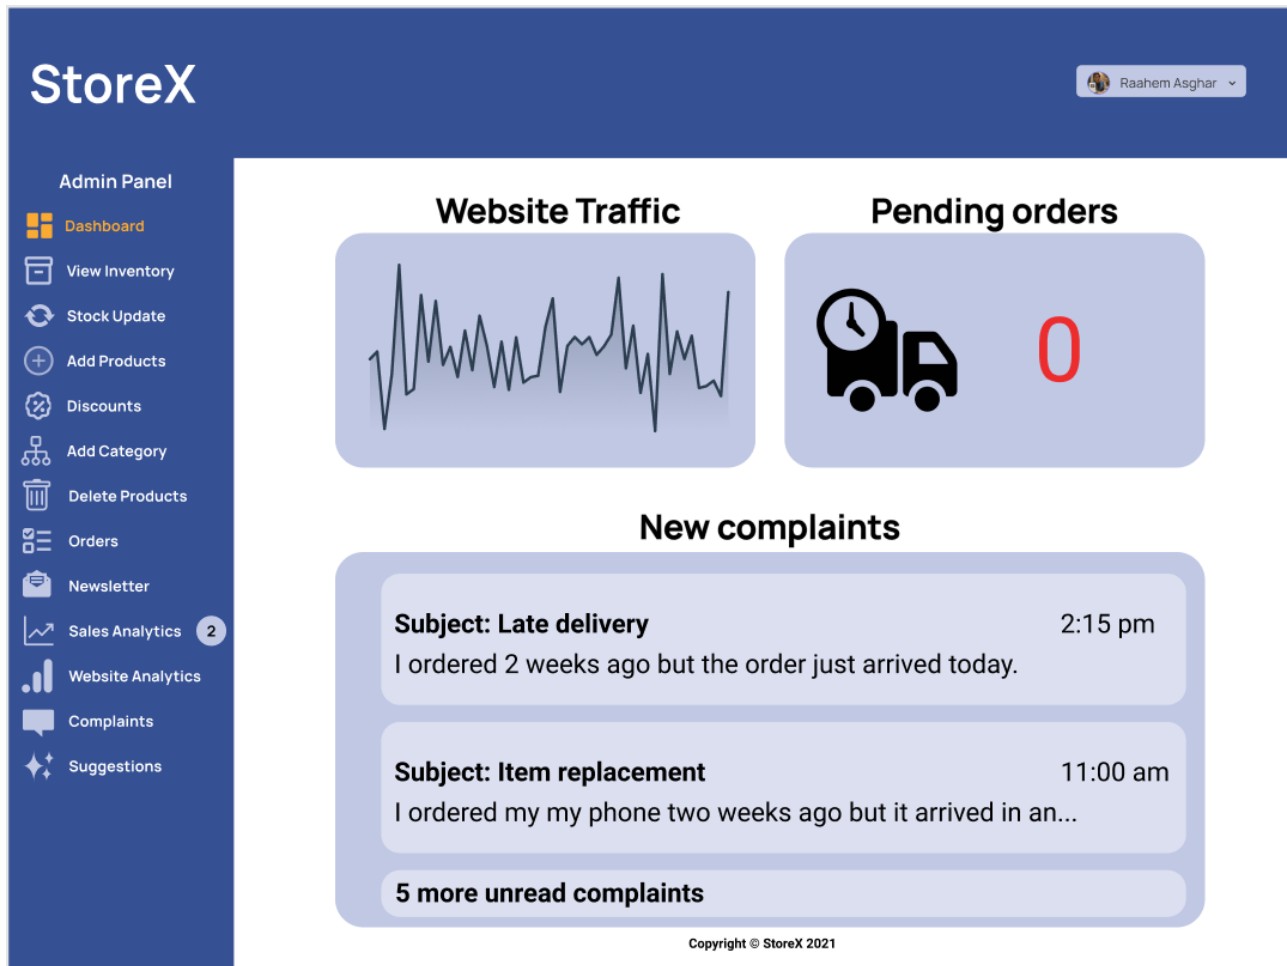 StoreX
Raahem Asghar
Admin Panel
Dashboard
View Inventory
Stock Update
Add Products
Discounts
Add Category
Delete Products
Orders
Newsletter
Sales Analytics 2
Website Analytics
Complaints
Suggestions
Website Traffic
Pending orders
0
New complaints
Subject: Late delivery 2:15 pm
I ordered 2 weeks ago but the order just arrived today.
Subject: Item replacement 11:00 am
I ordered my my phone two weeks ago but it arrived in an...
5 more unread complaints
Copyright © StoreX 2021